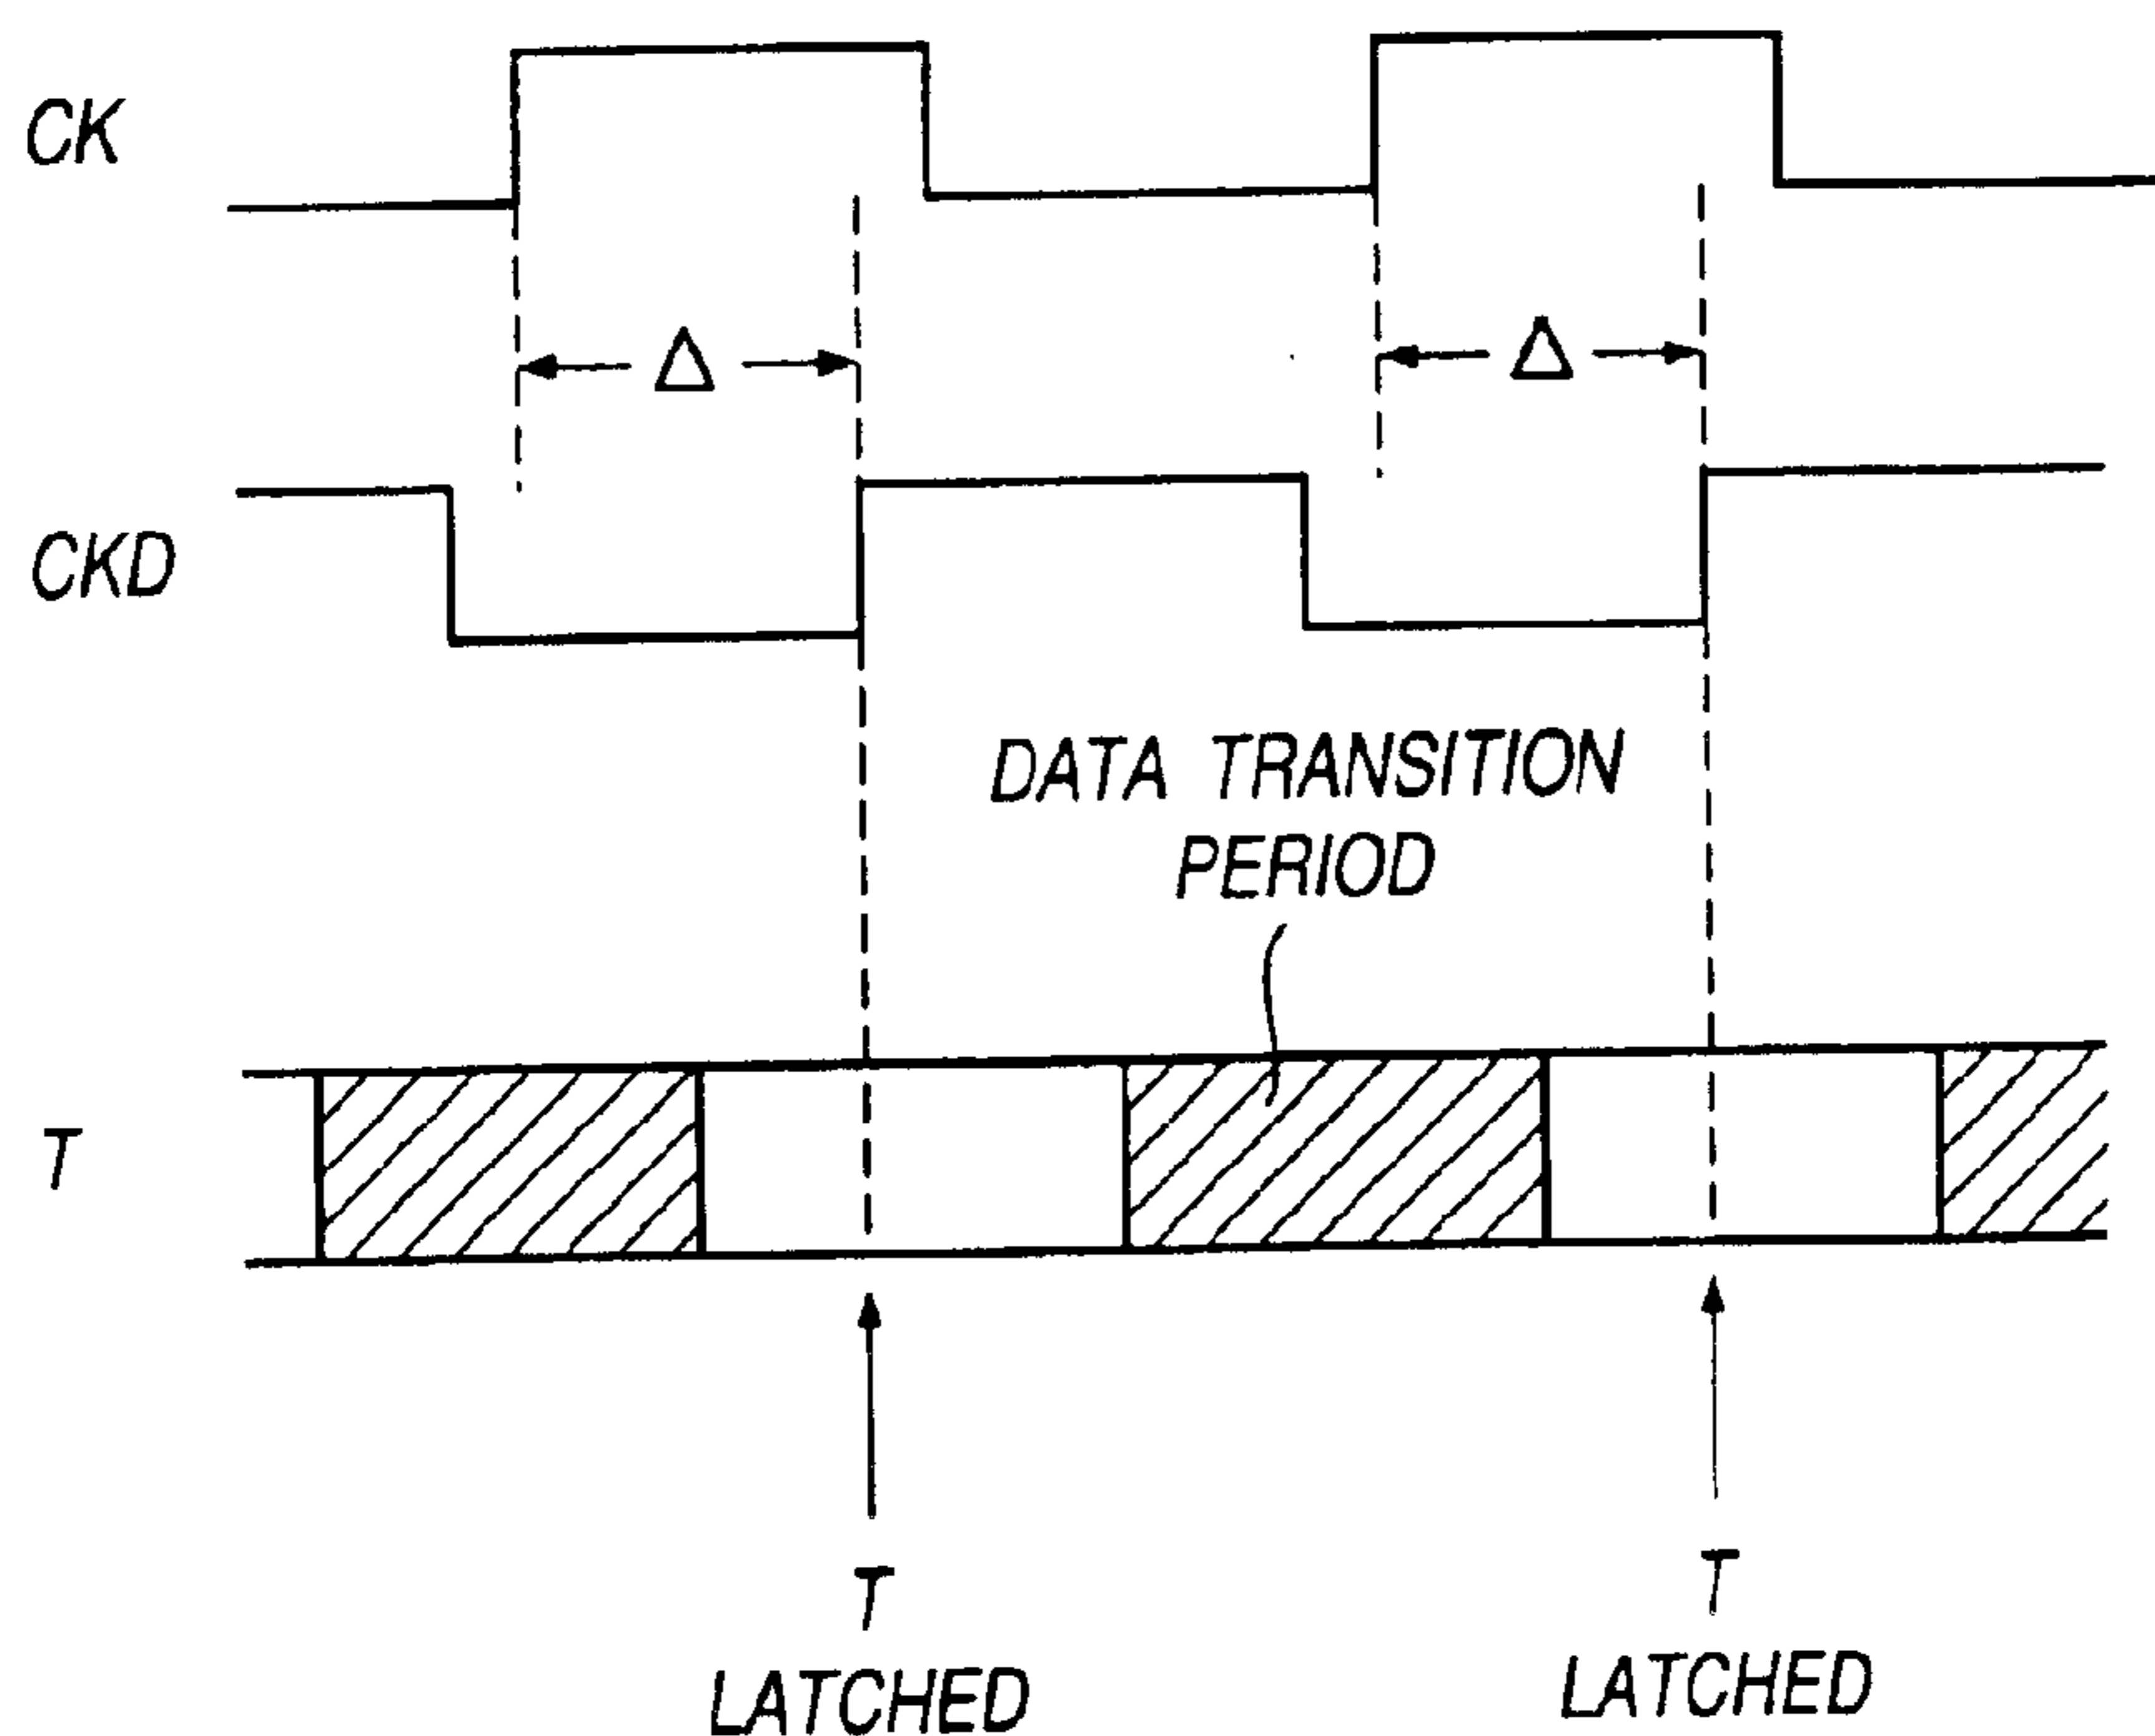 CK
Δ Δ
CKD
DATA TRANSITION
PERIOD
T
T
LATCHED
T
LATCHED